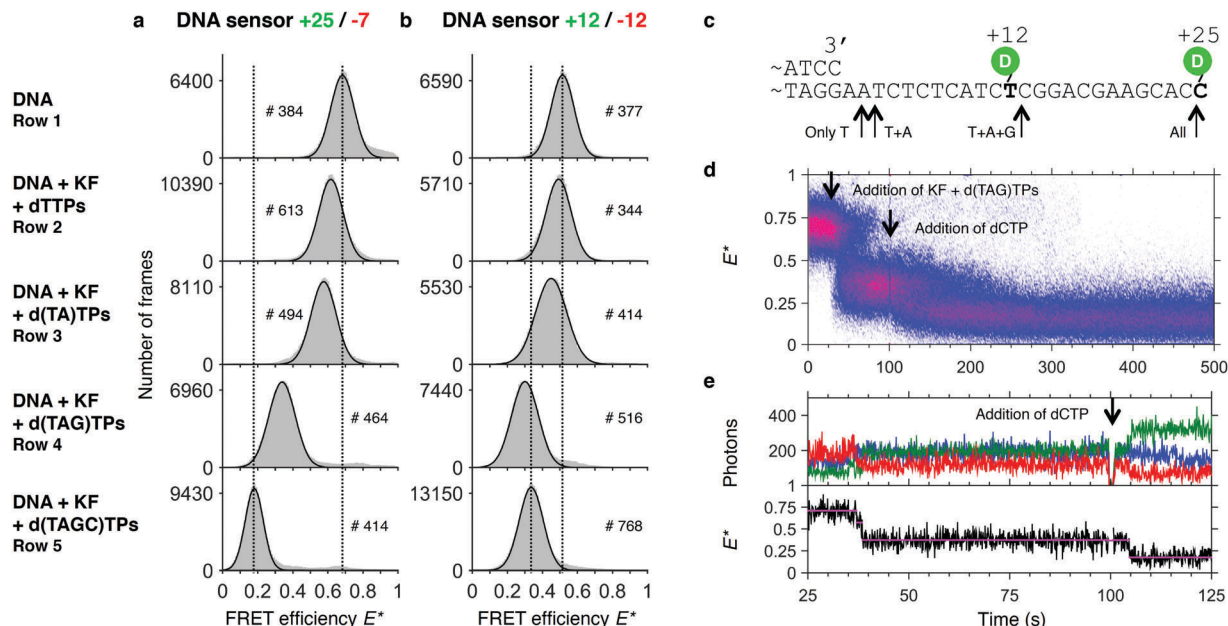 a DNA sensor +25 / -7
b DNA sensor +12 / -12
DNA
Row 1
DNA + KF
+ dTTPs
Row 2
DNA + KF
+ d(TA)TPs
Row 3
DNA + KF
+ d(TAG)TPs
Row 4
DNA + KF
+ d(TAGC)TPs
Row 5
Number of frames
6400
0
# 384
10390
0
# 613
8110
0
# 494
6960
0
# 464
9430
0
# 414
0 0.2 0.4 0.6 0.8 1
FRET efficiency E*
6590
0
# 377
5710
0
# 344
5530
0
# 414
7440
0
# 516
13150
0
# 768
0 0.2 0.4 0.6 0.8 1
FRET efficiency E*
c
+12 +25
3′ D D
~ATCC
~TAGGAATCTCTCATCTCGGACGAAGCACC
Only T T+A T+A+G All
d
1
0.75
0.25
0
E*
Addition of KF + d(TAG)TPs
Addition of dCTP
0 100 200 300 400 500
e
400
200
1
Photons
Addition of dCTP
0.75
0.50
0.25
0
E*
25 50 75 100 125
Time (s)